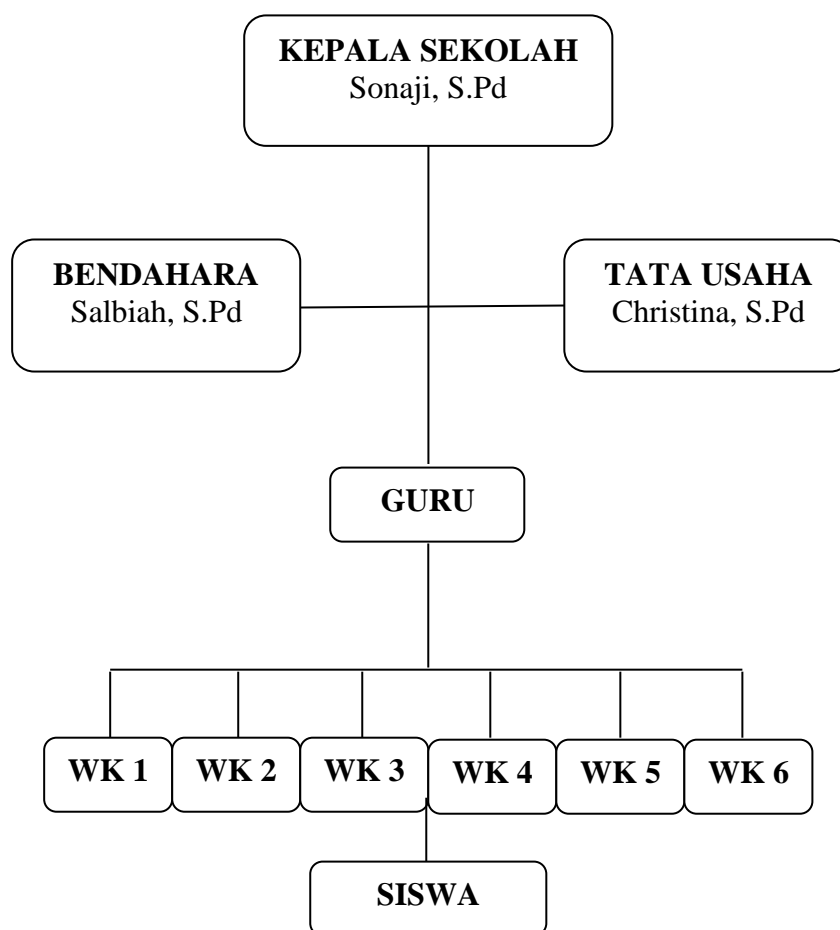 KEPALA SEKOLAH
Sonaji, S.Pd
BENDAHARA
Salbiah, S.Pd
TATA USAHA
Christina, S.Pd
GURU
WK 1
WK 2
WK 3
WK 4
WK 5
WK 6
SISWA